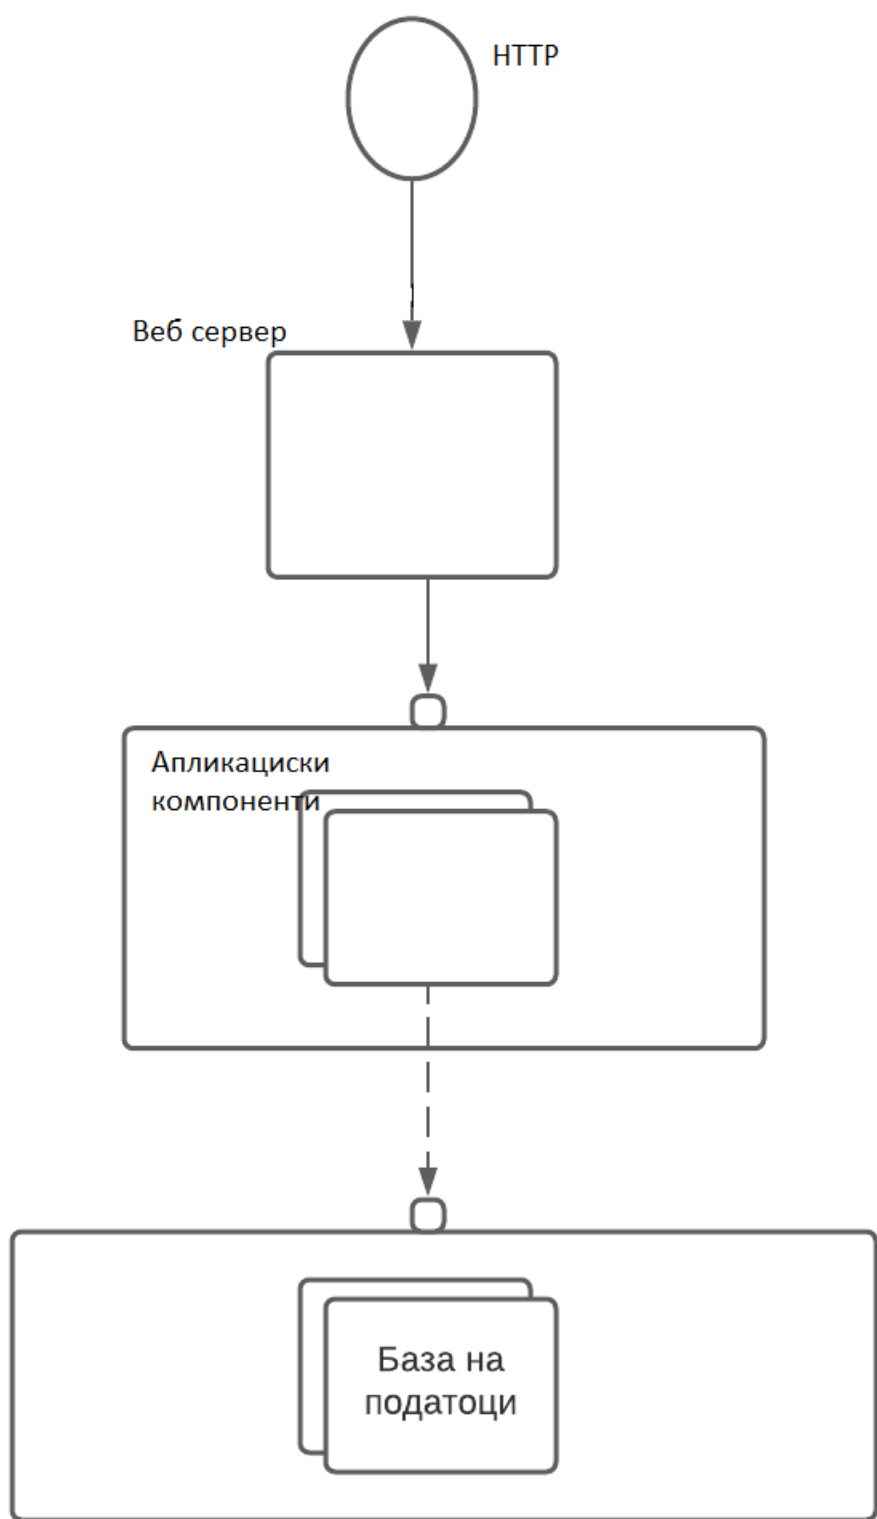 HTTP
Веб сервер
Апликациски
компоненти
База на
податоци